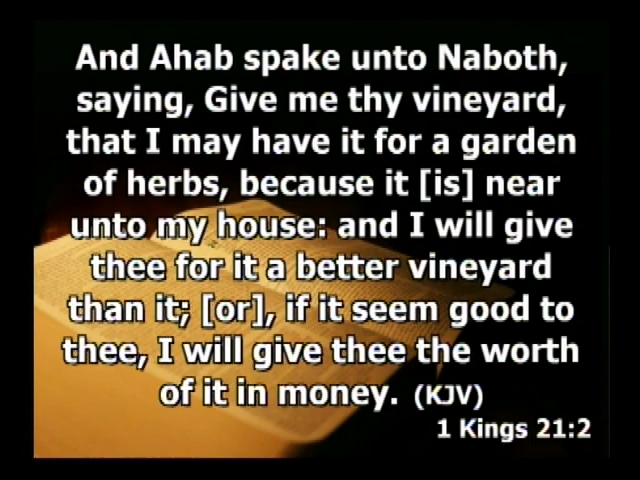 And Ahab spake unto Naboth,
saying, Give me thy vineyard,
that I may have it for a garden
of herbs, because it [is] near
unto my house: and I will give
thee for it a better vineyard
than it; [or], if it seem good to
thee, I will give thee the worth
of it in money. (KJV)
1 Kings 21:2